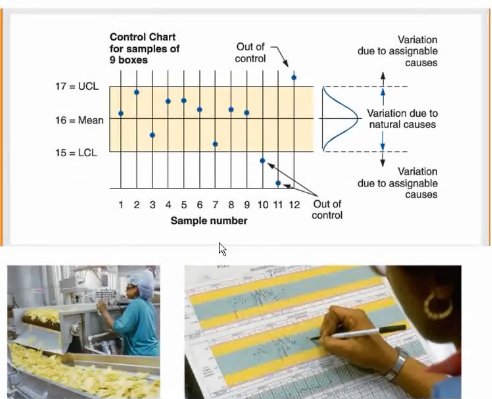 Control Chart
for samples of
9 boxes
Out of
control
Variation
due to assignable
causes
17 = UCL
16 = Mean
15 = LCL
Variation due to
natural causes
Variation
due to assignable
causes
1 2 3 4 5 6 7 8 9 10 11 12
Sample number
Out of
control